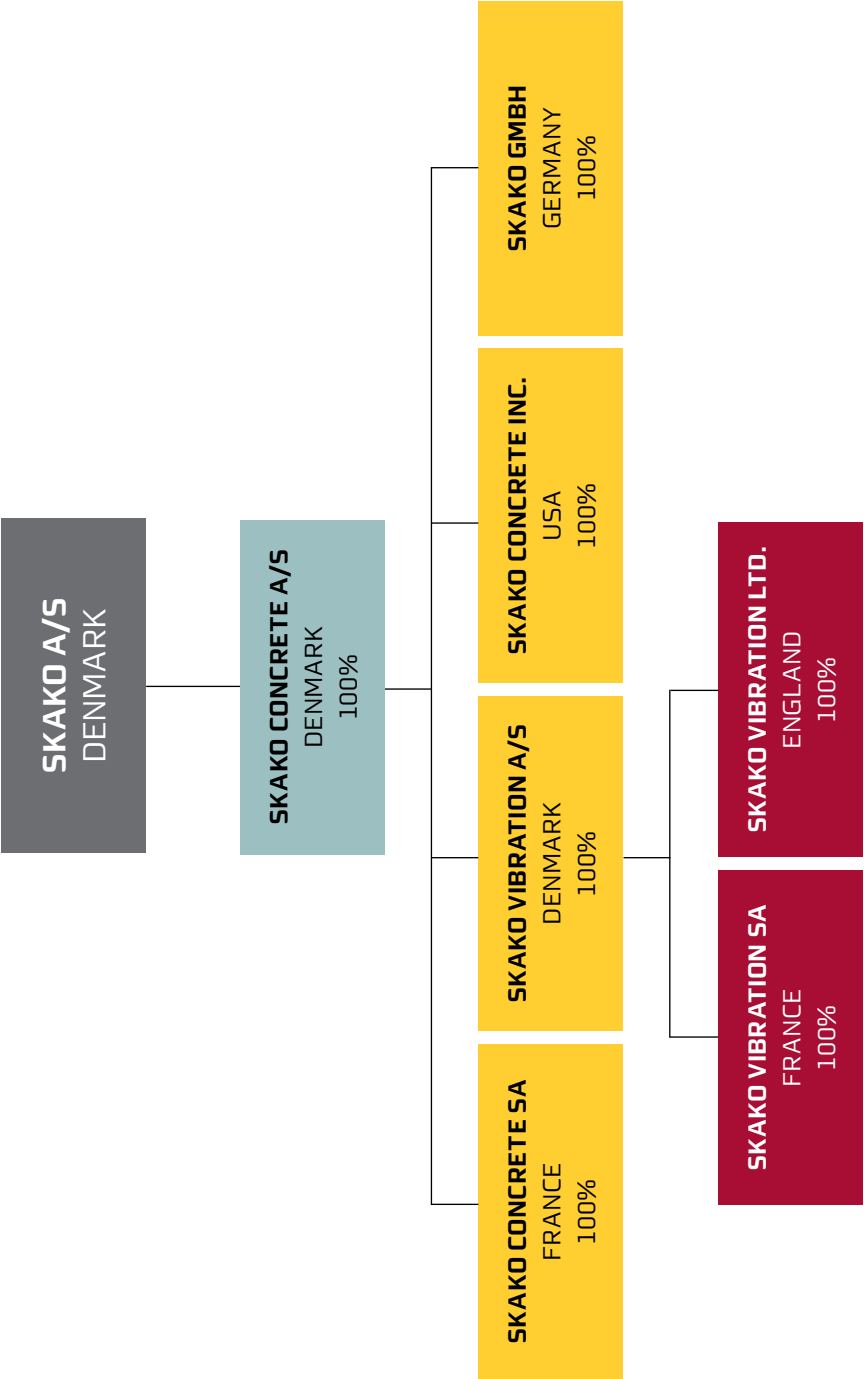 SKAKO A/S
DENMARK
SKAKO CONCRETE A/S
DENMARK
100%
SKAKO CONCRETE SA
FRANCE
100%
SKAKO VIBRATION A/S
DENMARK
100%
SKAKO CONCRETE INC.
USA
100%
SKAKO GMBH
GERMANY
100%
SKAKO VIBRATION SA
FRANCE
100%
SKAKO VIBRATION LTD.
ENGLAND
100%